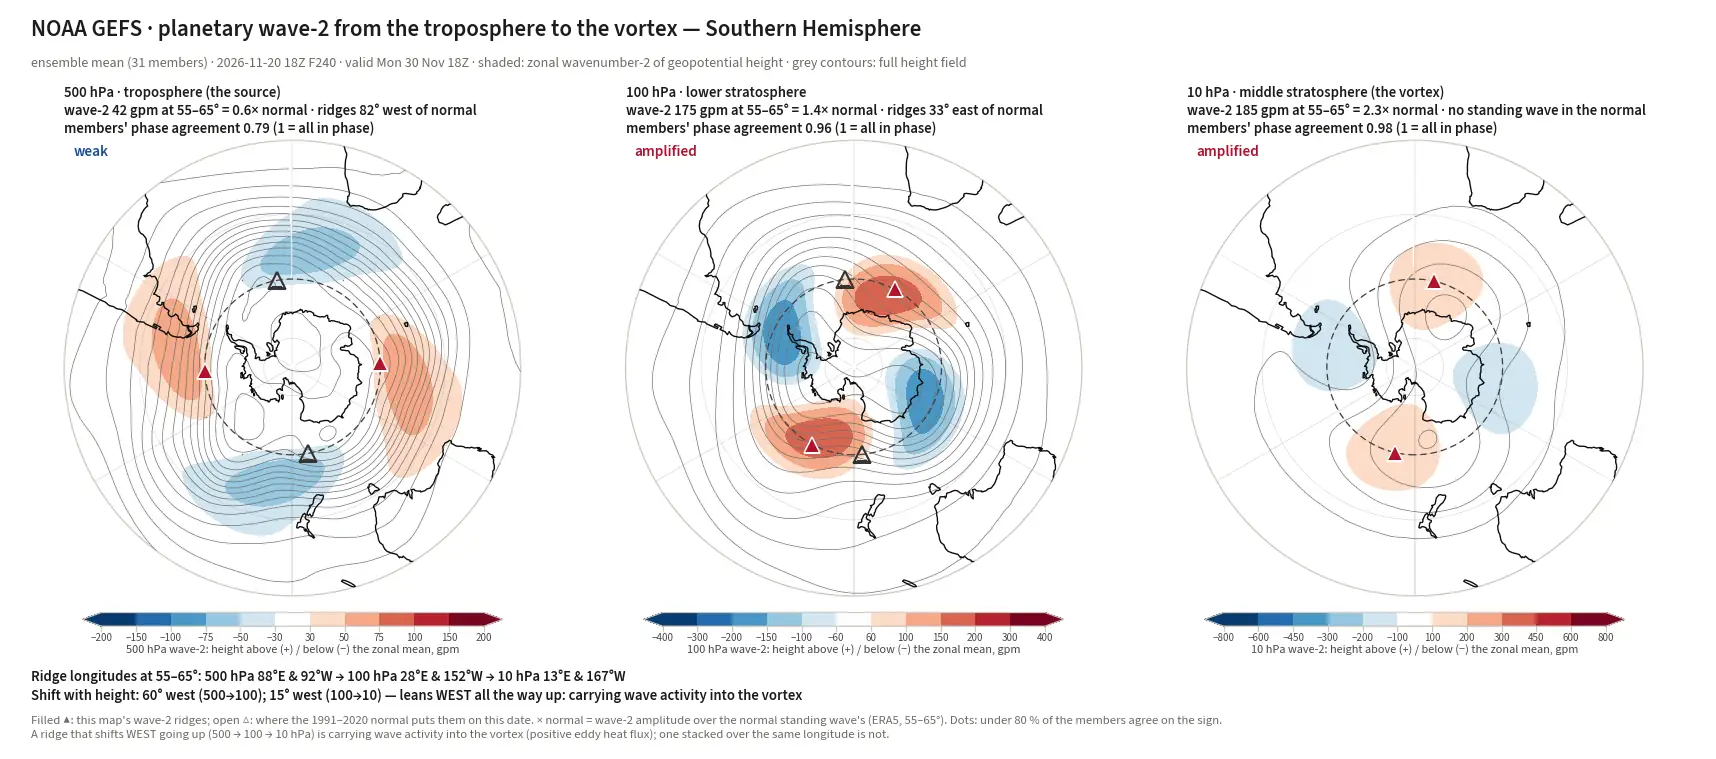 NOAA GEFS · planetary wave-2 from the troposphere to the vortex — Southern Hemisphere
ensemble mean (31 members) · 2026-11-20 18Z F240 · valid Mon 30 Nov 18Z · shaded: zonal wavenumber-2 of geopotential height · grey contours: full height field
500 hPa · troposphere (the source)
wave-2 42 gpm at 55–65° = 0.6× normal · ridges 82° west of normal
members' phase agreement 0.79 (1 = all in phase)
weak
100 hPa · lower stratosphere
wave-2 175 gpm at 55–65° = 1.4× normal · ridges 33° east of normal
members' phase agreement 0.96 (1 = all in phase)
amplified
10 hPa · middle stratosphere (the vortex)
wave-2 185 gpm at 55–65° = 2.3× normal · no standing wave in the normal
members' phase agreement 0.98 (1 = all in phase)
amplified
−200 −150 −100 −75 −50 −30 30 50 75 100 150 200
500 hPa wave-2: height above (+) / below (−) the zonal mean, gpm
−400 −300 −200 −150 −100 −60 60 100 150 200 300 400
100 hPa wave-2: height above (+) / below (−) the zonal mean, gpm
−800 −600 −450 −300 −200 −100 100 200 300 450 600 800
10 hPa wave-2: height above (+) / below (−) the zonal mean, gpm
Ridge longitudes at 55–65°: 500 hPa 88°E & 92°W → 100 hPa 28°E & 152°W → 10 hPa 13°E & 167°W
Shift with height: 60° west (500→100); 15° west (100→10) — leans WEST all the way up: carrying wave activity into the vortex
Filled ▲: this map's wave-2 ridges; open △: where the 1991–2020 normal puts them on this date. × normal = wave-2 amplitude over the normal standing wave's (ERA5, 55–65°). Dots: under 80 % of the members agree on the sign.
A ridge that shifts WEST going up (500 → 100 → 10 hPa) is carrying wave activity into the vortex (positive eddy heat flux); one stacked over the same longitude is not.